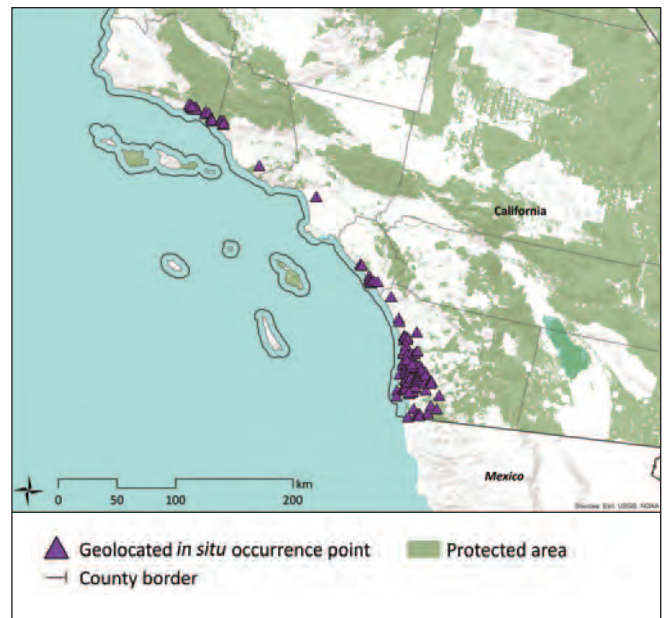 California
Mexico
km
0 50 100 200
Sources: Esri, USGS, NOAA
Geolocated in situ occurrence point
Protected area
County border